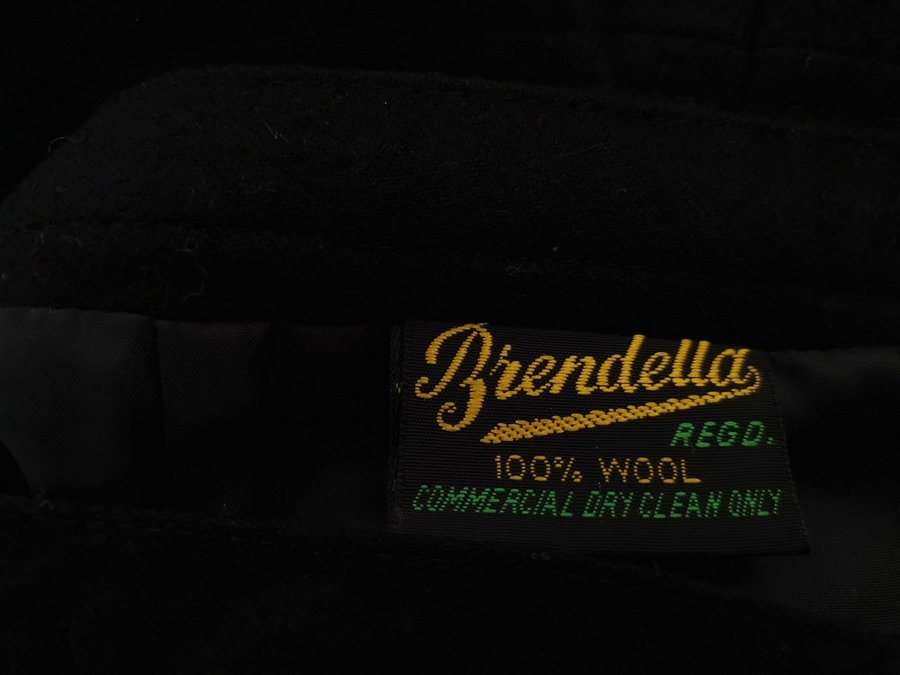 Brendella
REGD.
100% WOOL
COMMERCIAL DRY CLEAN ONLY